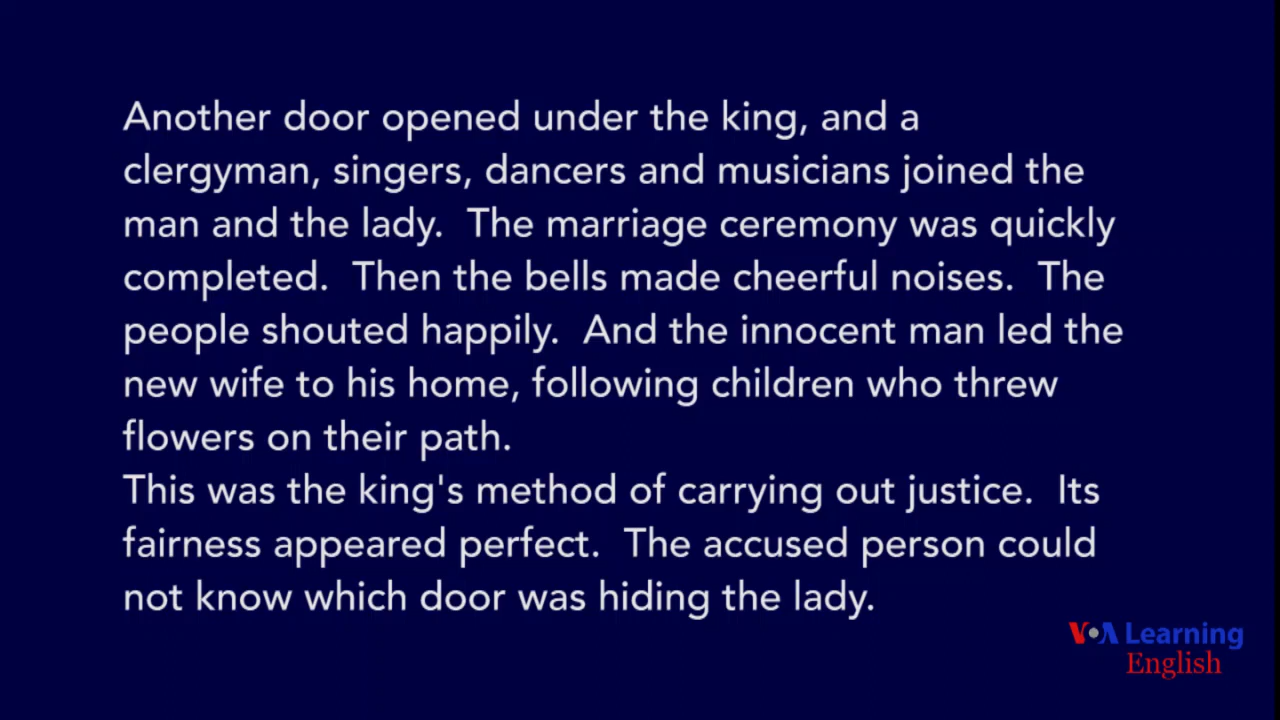 Another door opened under the king, and a
clergyman, singers, dancers and musicians joined the
man and the lady.  The marriage ceremony was quickly
completed.  Then the bells made cheerful noises.  The
people shouted happily.  And the innocent man led the
new wife to his home, following children who threw
flowers on their path.
This was the king's method of carrying out justice.  Its
fairness appeared perfect.  The accused person could
not know which door was hiding the lady.
VOA Learning
English